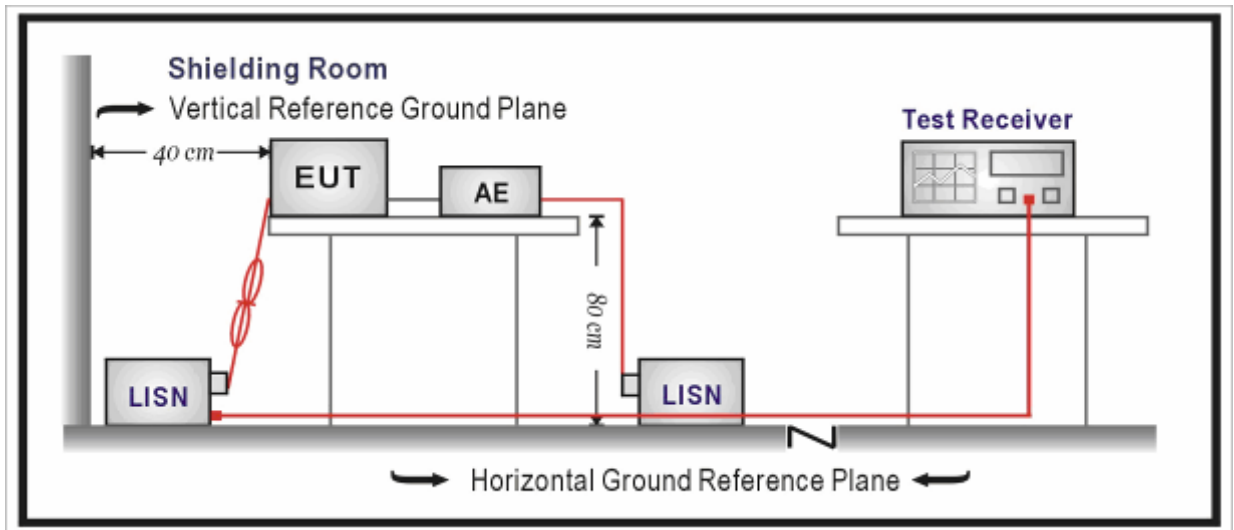 Shielding Room
Vertical Reference Ground Plane
40 cm
EUT
AE
Test Receiver
80 cm
LISN
LISN
Horizontal Ground Reference Plane